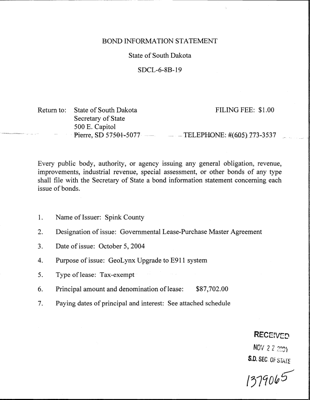 BOND INFORMATION STATEMENT
State of South Dakota
SDCL-6-8B-19
Return to: State of South Dakota FILING FEE: $1.00
Secretary of State
500 E. Capitol
Pierre, SD 57501-5077 TELEPHONE: #(605) 773-3537
Every public body, authority, or agency issuing any general obligation, revenue,
improvements, industrial revenue, special assessment, or other bonds of any type
shall file with the Secretary of State a bond information statement concerning each
issue of bonds.
1. Name of Issuer: Spink County
2. Designation of issue: Governmental Lease-Purchase Master Agreement
3. Date of issue: October 5, 2004
4. Purpose of issue: GeoLynx Upgrade to E911 system
5. Type of lease: Tax-exempt
6. Principal amount and denomination of lease: $87,702.00
7. Paying dates of principal and interest: See attached schedule
RECEIVED
NOV 22
S.D. SEC OF STATE
1379065